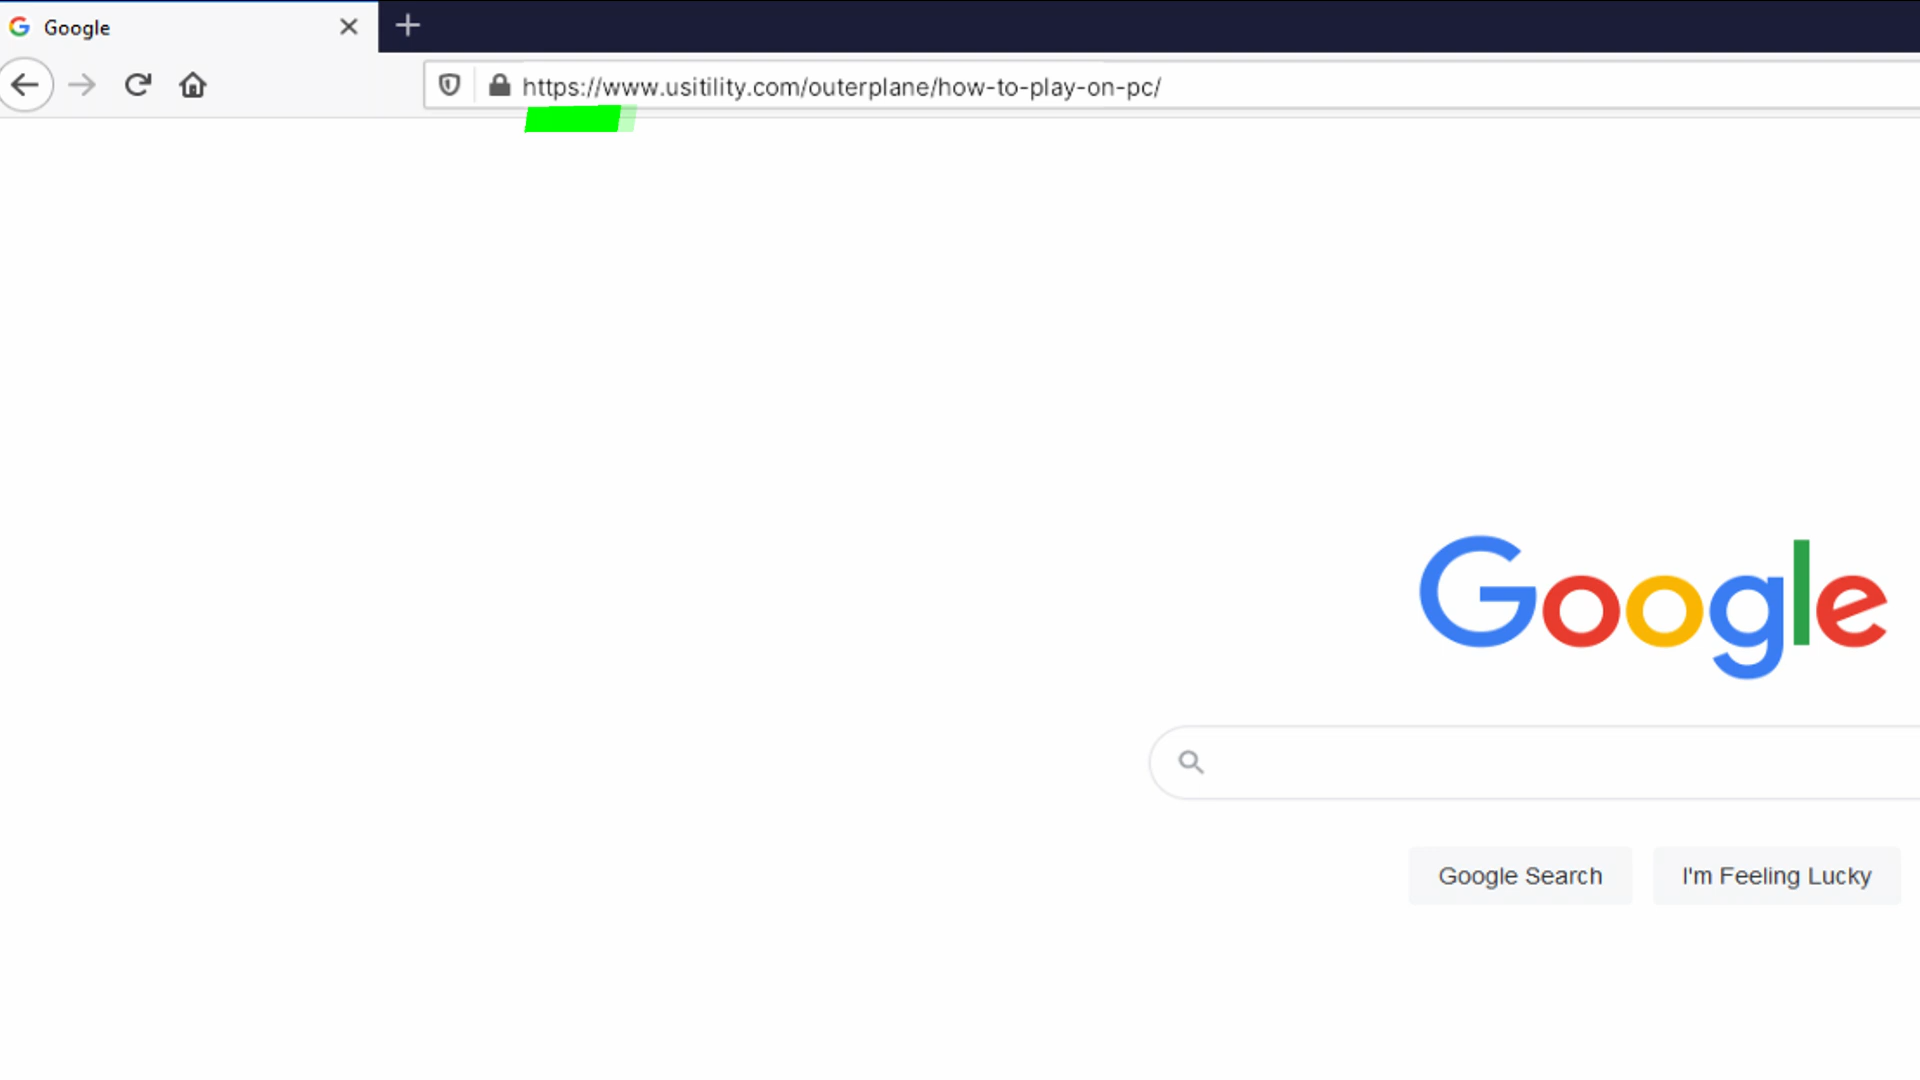 Google
https://www.usitility.com/outerplane/how-to-play-on-pc/
Google
Google Search
I'm Feeling Lucky